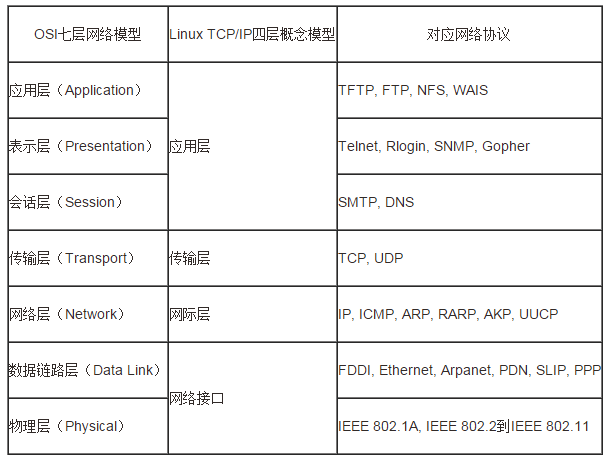 OSI七层网络模型
Linux TCP/IP四层概念模型
对应网络协议
应用层（Application）
应用层
TFTP, FTP, NFS, WAIS
表示层（Presentation）
Telnet, Rlogin, SNMP, Gopher
会话层（Session）
SMTP, DNS
传输层（Transport）
传输层
TCP, UDP
网络层（Network）
网际层
IP, ICMP, ARP, RARP, AKP, UUCP
数据链路层（Data Link）
网络接口
FDDI, Ethernet, Arpanet, PDN, SLIP, PPP
物理层（Physical）
IEEE 802.1A, IEEE 802.2到IEEE 802.11